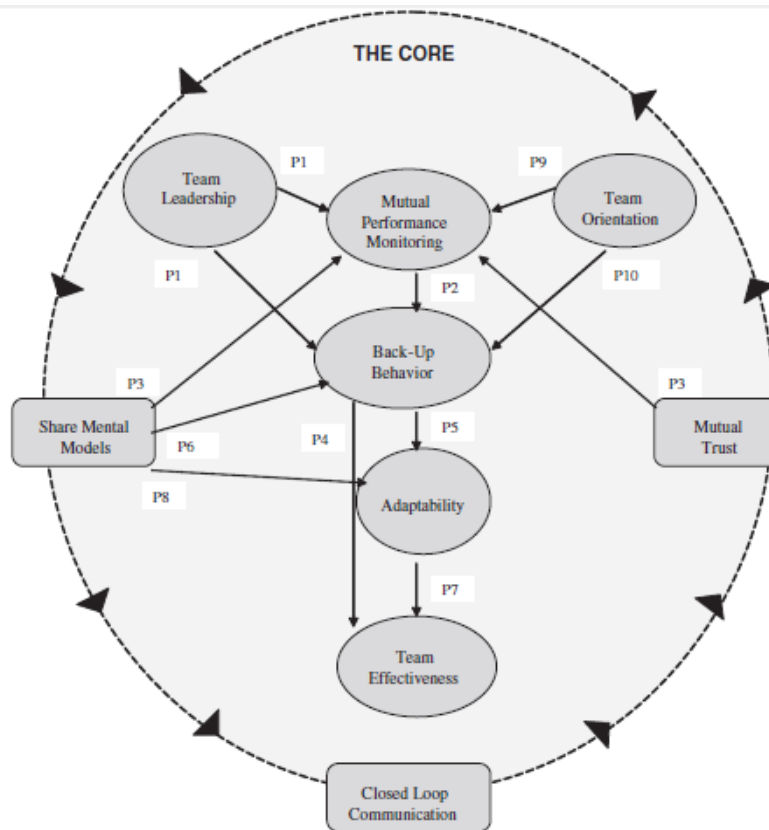 THE CORE
P1
P9
Team
Leadership
Mutual
Performance
Monitoring
Team
Orientation
P1
P2
P10
Back-Up
Behavior
P3
P3
Share Mental
Models
P6
P4
P5
Mutual
Trust
P8
Adaptability
P7
Team
Effectiveness
Closed Loop
Communication